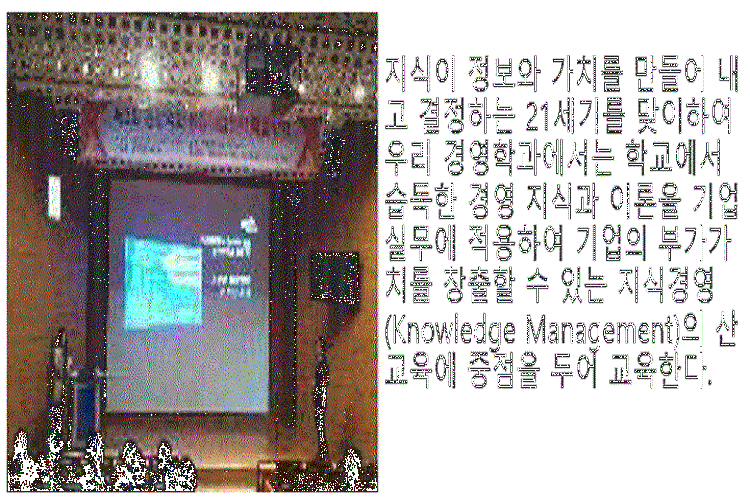 지식이 정보와 가치를 만들어 내
고 결정하는 21세기를 맞이하여
우리 경영학과에서는 학교에서
습득한 경영 지식과 이론을 기업
실무에 적용하여 기업의 부가가
치를 창출할 수 있는 지식경영
(Knowledge Management)의 산
교육에 중점을 두어 교육한다.